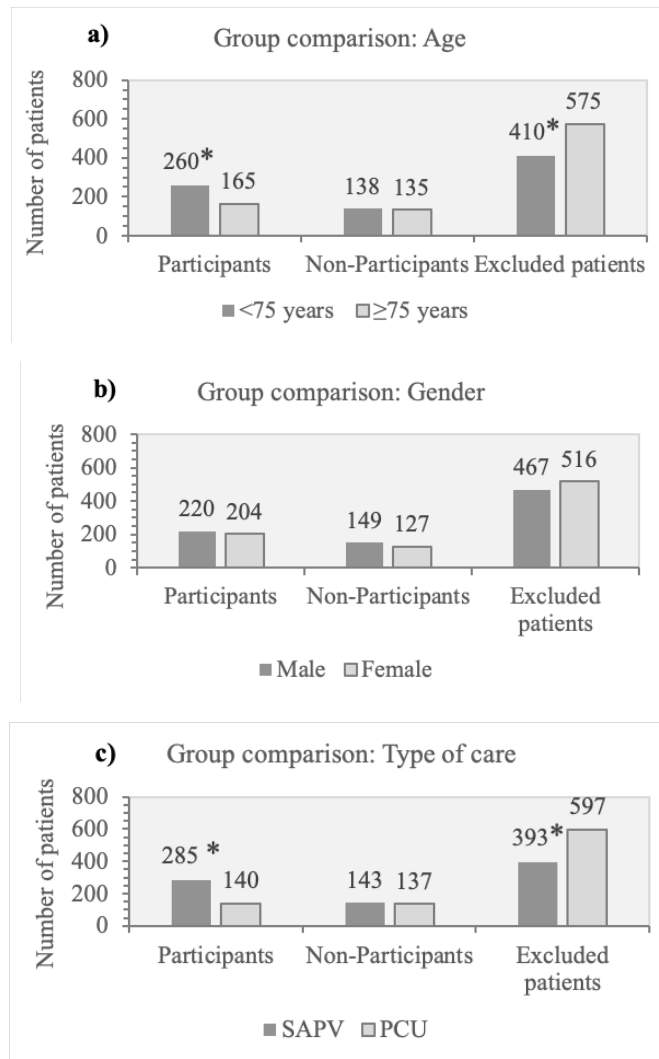 a) Group comparison: Age
Number of patients
800
600
400
200
0
260* 165 138 135 410* 575
Participants Non-Participants Excluded patients
<75 years ≥75 years
b) Group comparison: Gender
Number of patients
800
600
400
200
0
220 204 149 127 467 516
Participants Non-Participants Excluded
patients
Male Female
c) Group comparison: Type of care
Number of patients
800
600
400
200
0
285 * 140 143 137 393* 597
Participants Non-Participants Excluded
patients
SAPV PCU